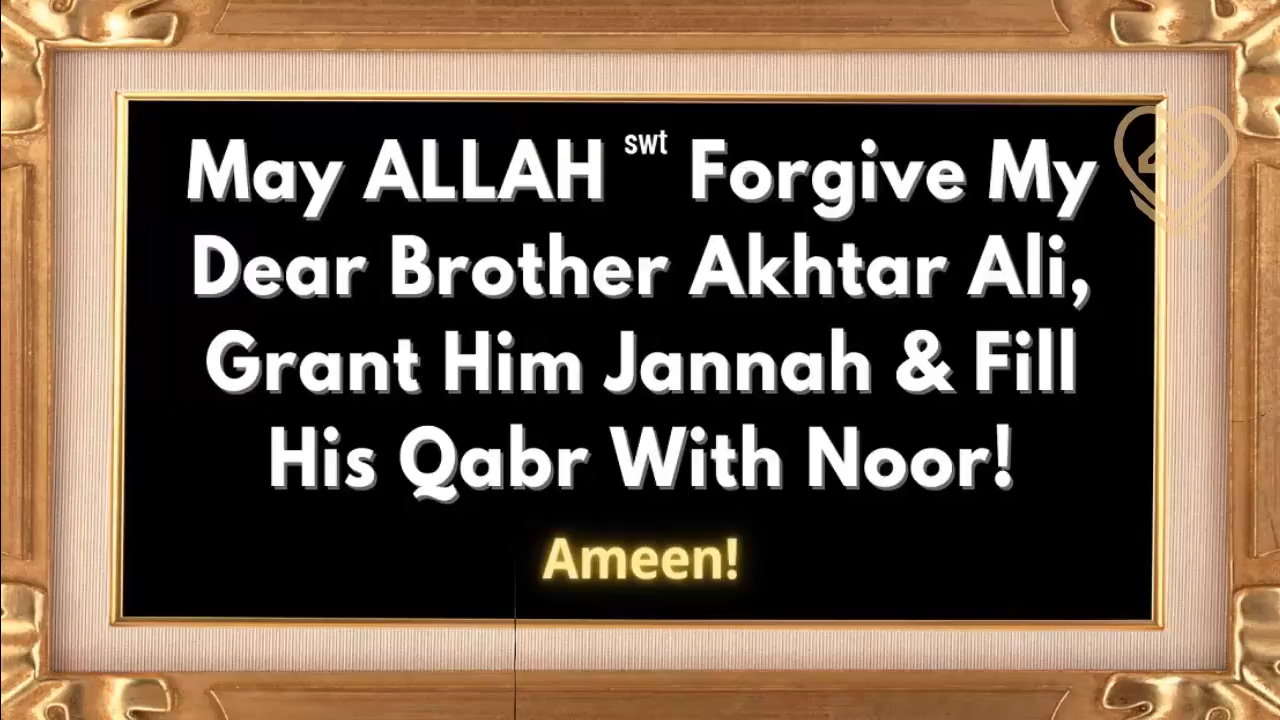 May ALLAH swt Forgive My
Dear Brother Akhtar Ali,
Grant Him Jannah & Fill
His Qabr With Noor!
Ameen!